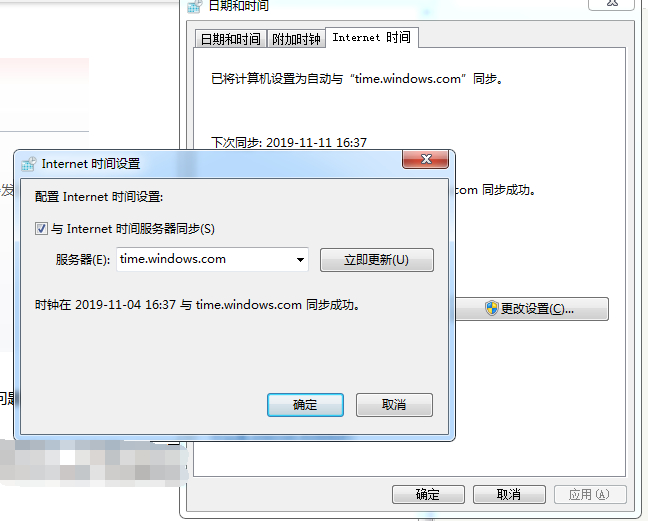 日期和时间
日期和时间 附加时钟 Internet 时间
已将计算机设置为自动与“time.windows.com”同步。
下次同步: 2019-11-11 16:37
com 同步成功。
更改设置(C)...
Internet 时间设置
配置 Internet 时间设置:
与 Internet 时间服务器同步(S)
服务器(E): time.windows.com 立即更新(U)
时钟在 2019-11-04 16:37 与 time.windows.com 同步成功。
确定 取消
确定 取消 应用(A)